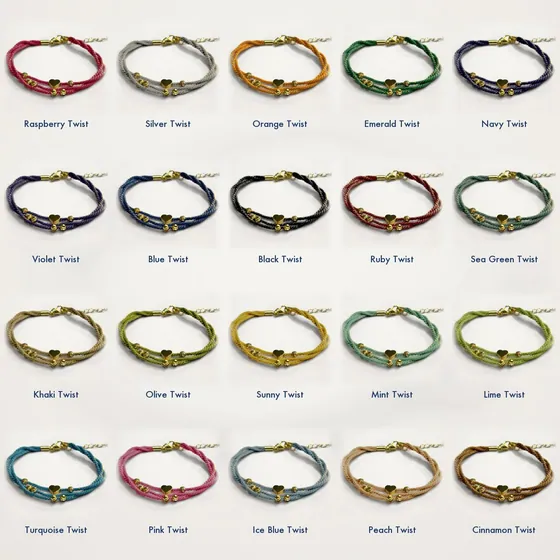 Raspberry Twist
Silver Twist
Orange Twist
Emerald Twist
Navy Twist
Violet Twist
Blue Twist
Black Twist
Ruby Twist
Sea Green Twist
Khaki Twist
Olive Twist
Sunny Twist
Mint Twist
Lime Twist
Turquoise Twist
Pink Twist
Ice Blue Twist
Peach Twist
Cinnamon Twist